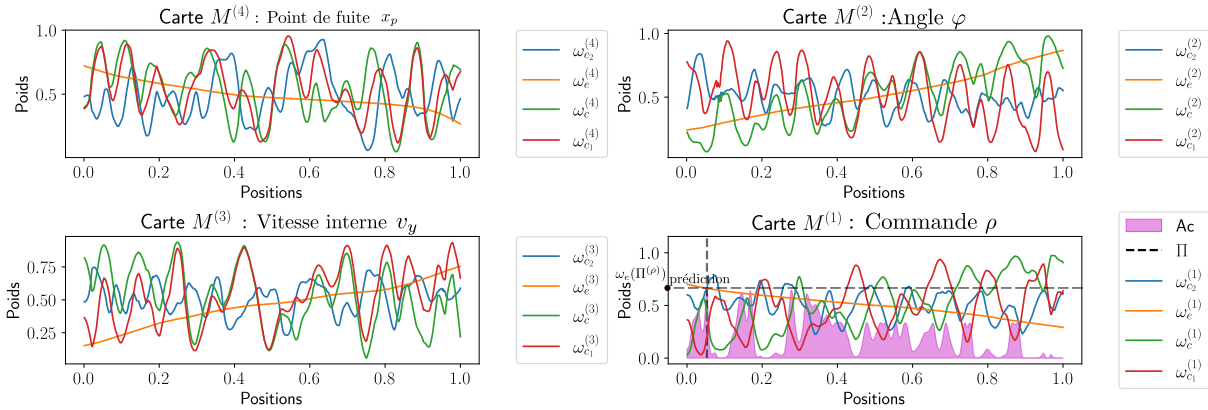 Carte M^(4) : Point de fuite x_p
Poids
1.0
0.5
0.0 0.2 0.4 0.6 0.8 1.0
Positions
ω_{c_2}^{(4)}
ω_e^{(4)}
ω_c^{(4)}
ω_{c_1}^{(4)}
Carte M^(2) :Angle φ
Poids
1.0
0.5
0.0 0.2 0.4 0.6 0.8 1.0
Positions
ω_{c_2}^{(2)}
ω_e^{(2)}
ω_c^{(2)}
ω_{c_1}^{(2)}
Carte M^(3) : Vitesse interne v_y
Poids
0.75
0.50
0.25
0.0 0.2 0.4 0.6 0.8 1.0
Positions
ω_{c_2}^{(3)}
ω_e^{(3)}
ω_c^{(3)}
ω_{c_1}^{(3)}
Carte M^(1) : Commande ρ
Poids
1.0
0.5
0.0
ω_e(Π^(ρ))
prédiction
0.0 0.2 0.4 0.6 0.8 1.0
Positions
Ac
Π
ω_{c_2}^{(1)}
ω_e^{(1)}
ω_c^{(1)}
ω_{c_1}^{(1)}